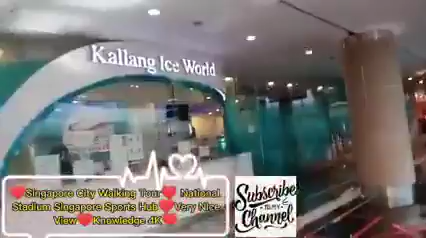 Kallang Ice World
❤Singapore City Walking Tour❤ National
Stadium Singapore Sports Hub❤Very Nice
View❤Knowledge 4K❤
Subscribe
TO MY
Channel